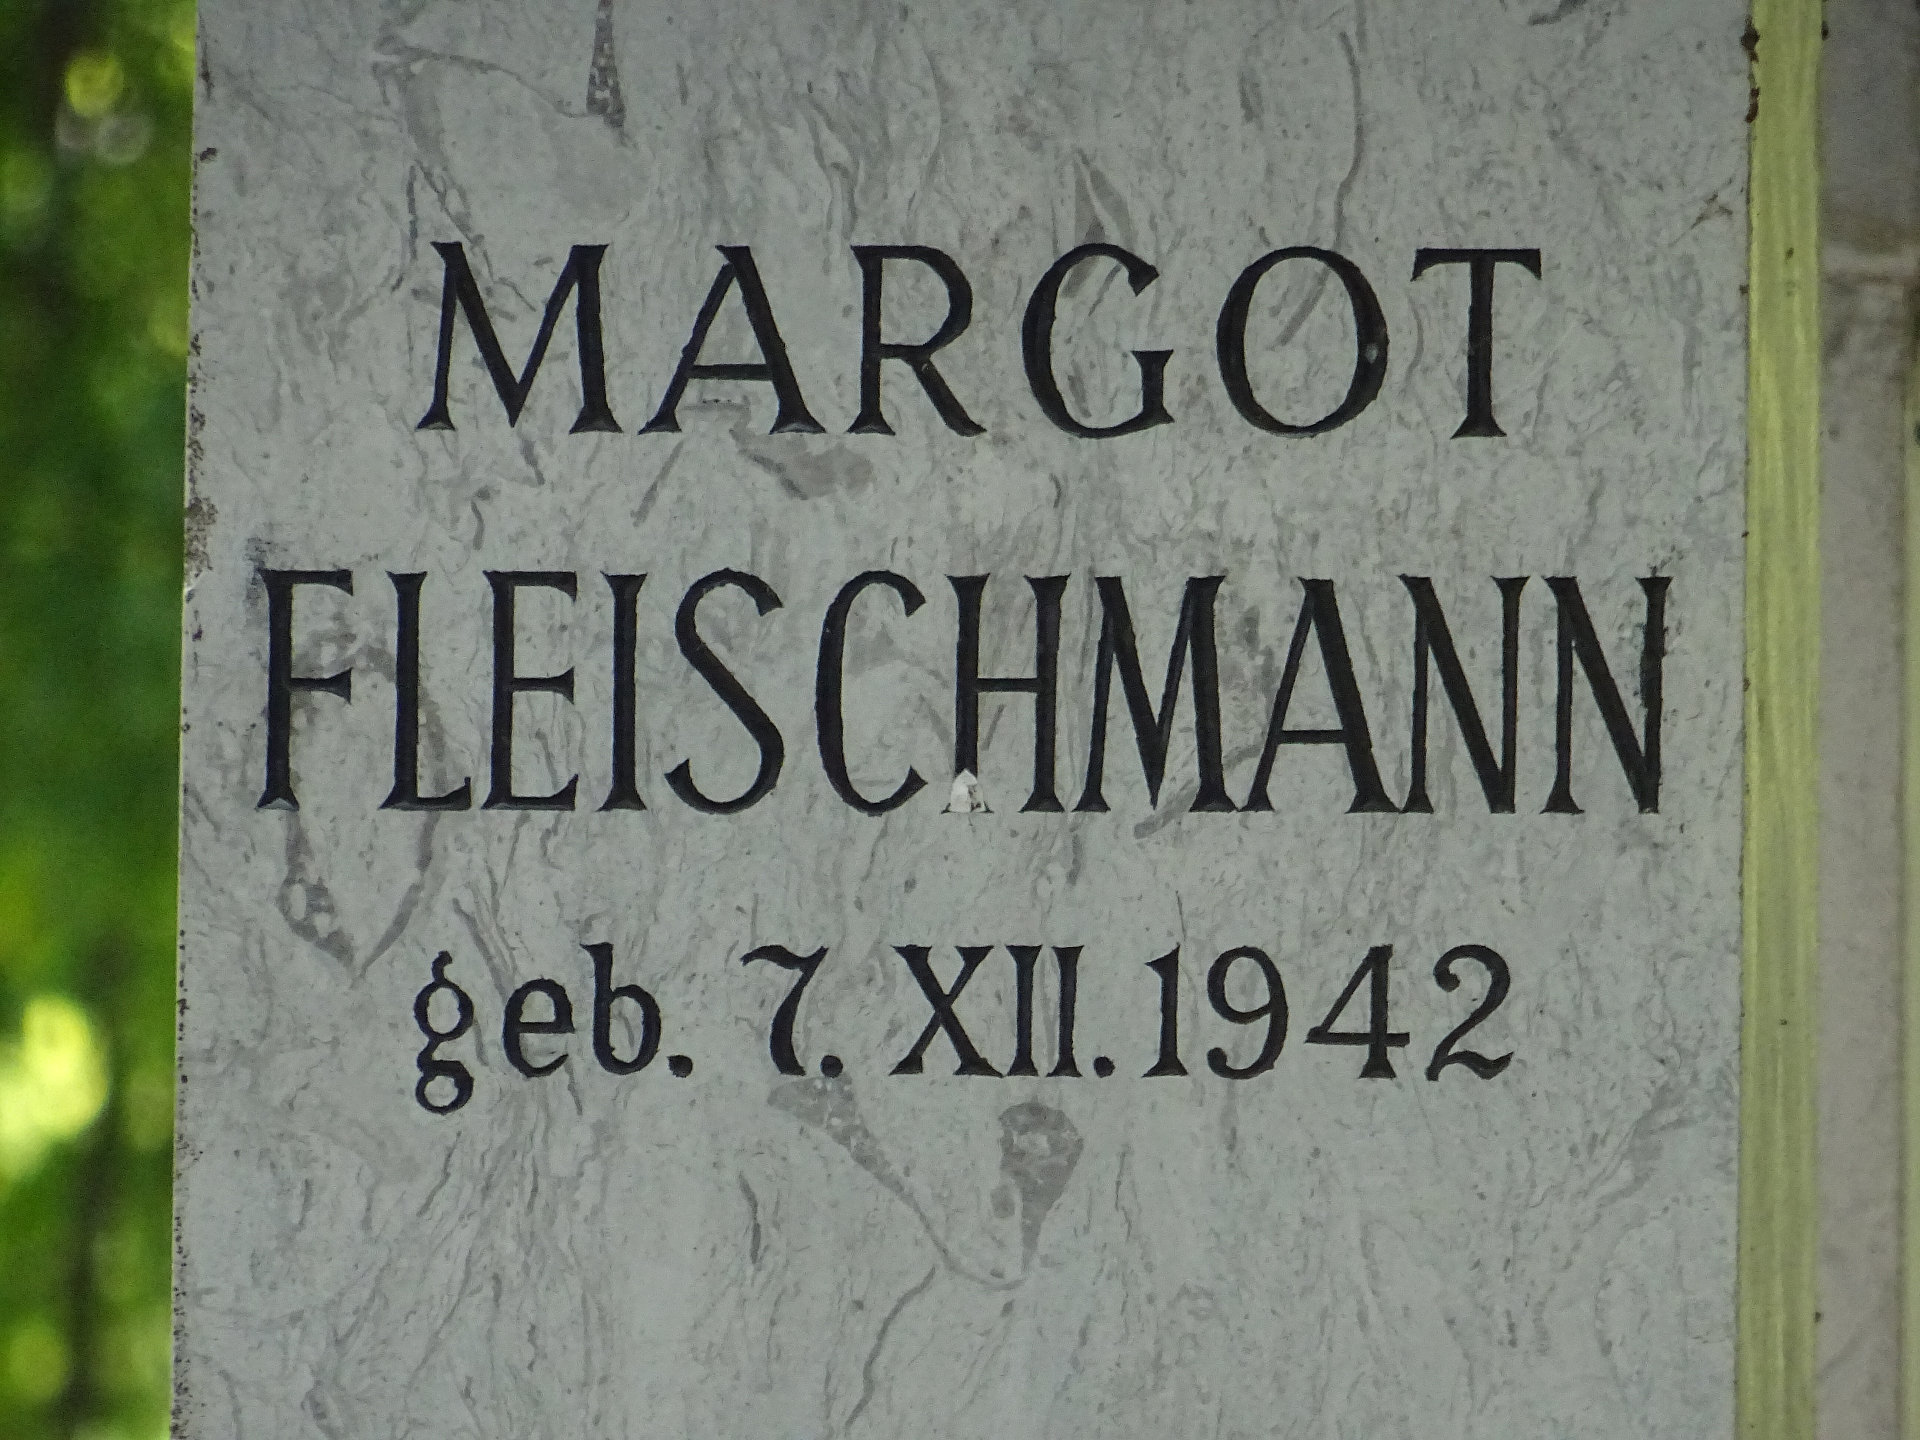 MARGOT
FLEISCHMANN
geb. 7. XII. 1942